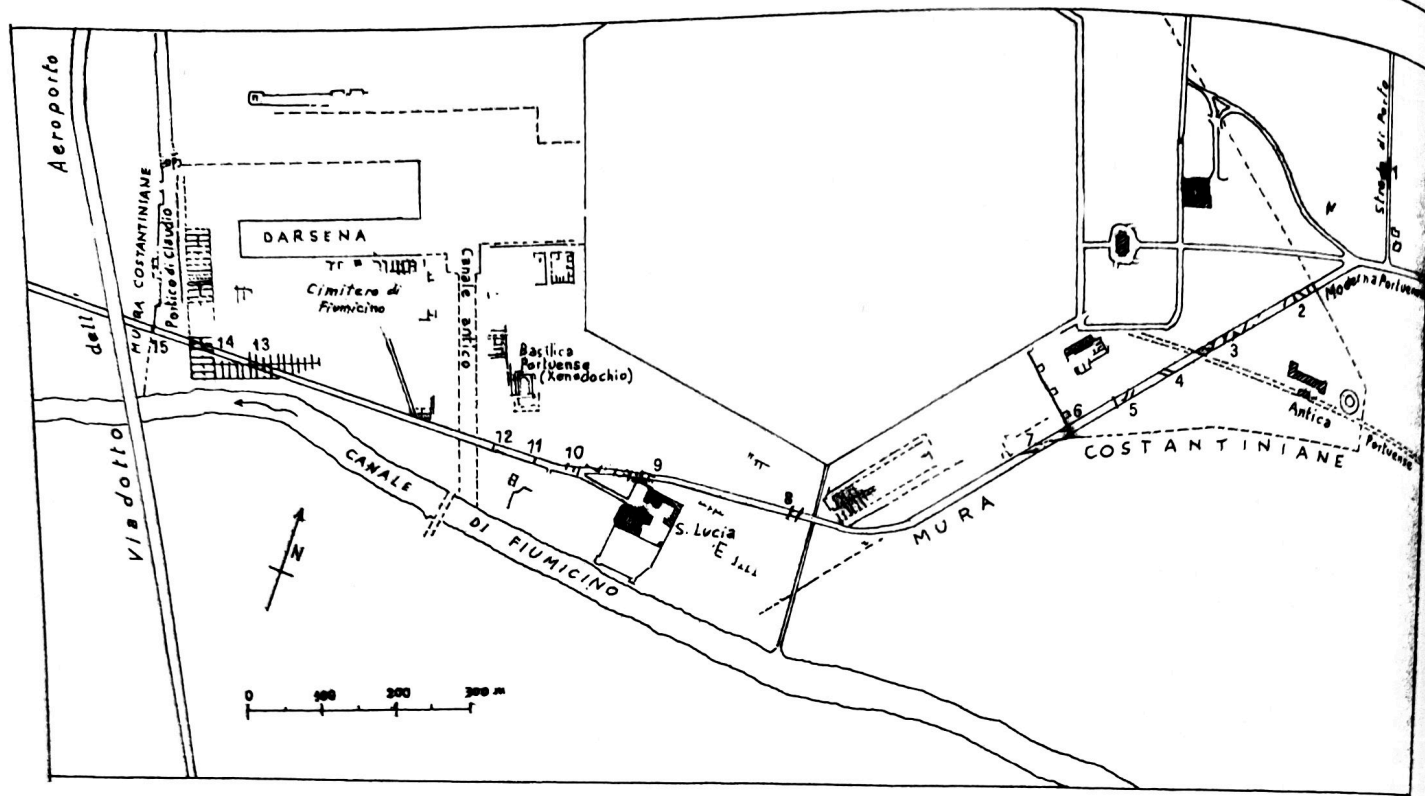 Aeroporto
dell'
Viadotto
MURA COSTANTINIANE
Portico di Claudio
DARSENA
Cimitero di
Fiumicino
Canale antico
Basilica
Portuense
(Xenodochio)
Strada di Porto
1
Moderna Portuense
2
3
4
5
6
7
Antica
Portuense
MURA COSTANTINIANE
8
9
10
11
12
13
14
15
S. Lucia
E
CANALE DI FIUMICINO
N
0 100 200 300 m